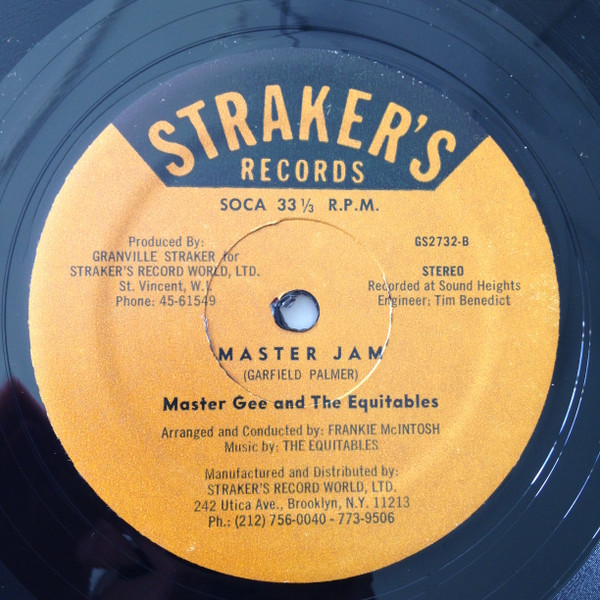 STRAKER'S
RECORDS
SOCA 33 ⅓ R.P.M.
Produced By:
GRANVILLE STRAKER for
STRAKER'S RECORD WORLD, LTD.
St. Vincent, W.I.
Phone: 45-61549
GS2732-B
STEREO
Recorded at Sound Heights
Engineer: Tim Benedict
MASTER JAM
(GARFIELD PALMER)
Master Gee and The Equitables
Arranged and Conducted by: FRANKIE McINTOSH
Music by: THE EQUITABLES
Manufactured and Distributed by:
STRAKER'S RECORD WORLD, LTD.
242 Utica Ave., Brooklyn, N.Y. 11213
Ph.: (212) 756-0040 - 773-9506